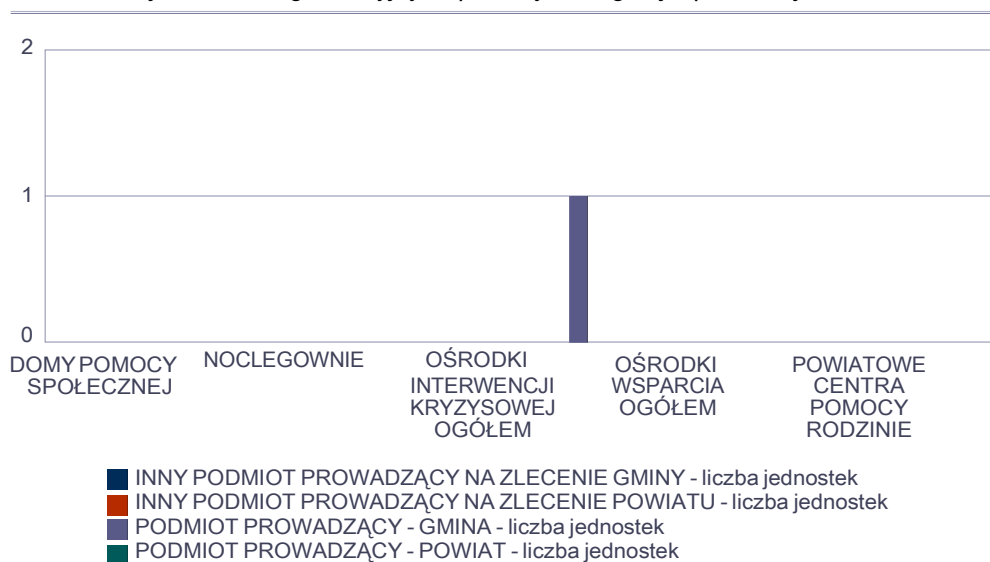 2
1
0
DOMY POMOCY SPOŁECZNEJ
NOCLEGOWNIE
OŚRODKI INTERWENCJI KRYZYSOWEJ OGÓŁEM
OŚRODKI WSPARCIA OGÓŁEM
POWIATOWE CENTRA POMOCY RODZINIE
INNY PODMIOT PROWADZĄCY NA ZLECENIE GMINY - liczba jednostek
INNY PODMIOT PROWADZĄCY NA ZLECENIE POWIATU - liczba jednostek
PODMIOT PROWADZĄCY - GMINA - liczba jednostek
PODMIOT PROWADZĄCY - POWIAT - liczba jednostek